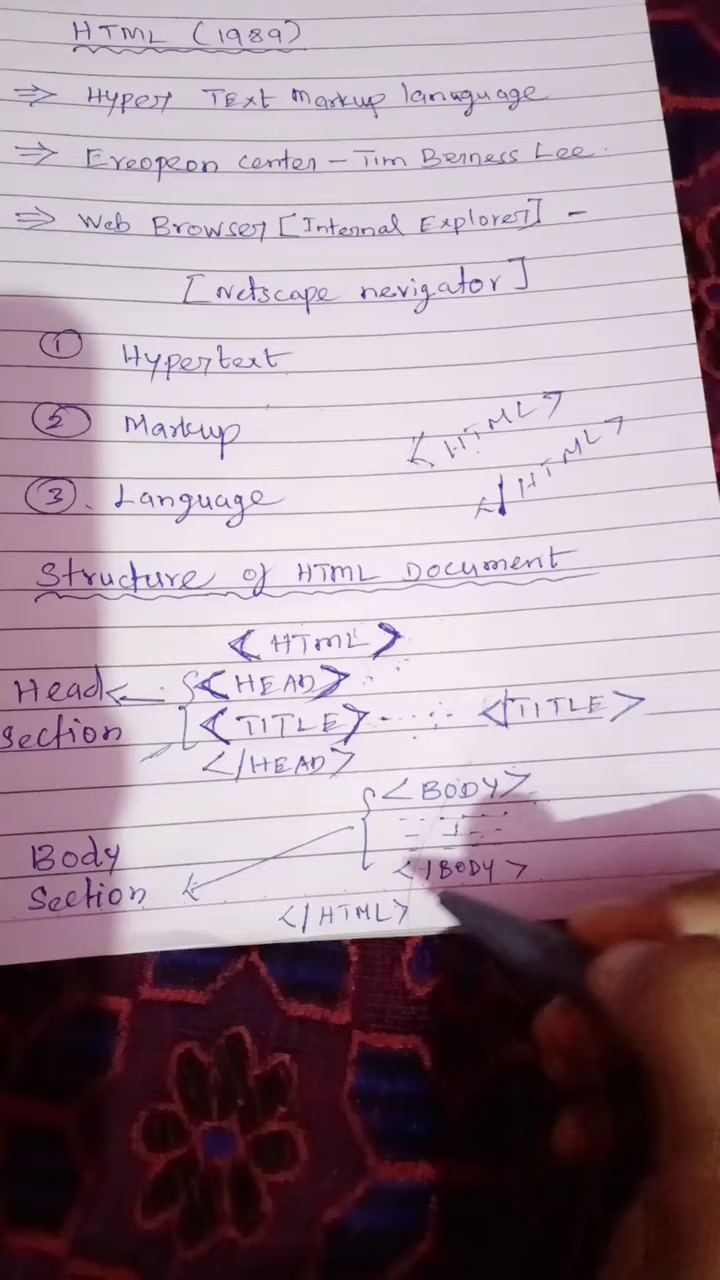 HTML (1989)
⇒ Hyper TExt Markup lanuguage
⇒ Ereopeon center - Tim Berness Lee.
⇒ Web Browser [Internal Explorer] -
[Netscape nevigator]
① Hypertext
② Markup
<HTML>
③. Language
</HTML>
Structure of HTML Document
<HTML>
Head <HEAD>
Section <TITLE> </TITLE>
</HEAD>
<BODY>
Body
</BODY>
Section
</HTML>